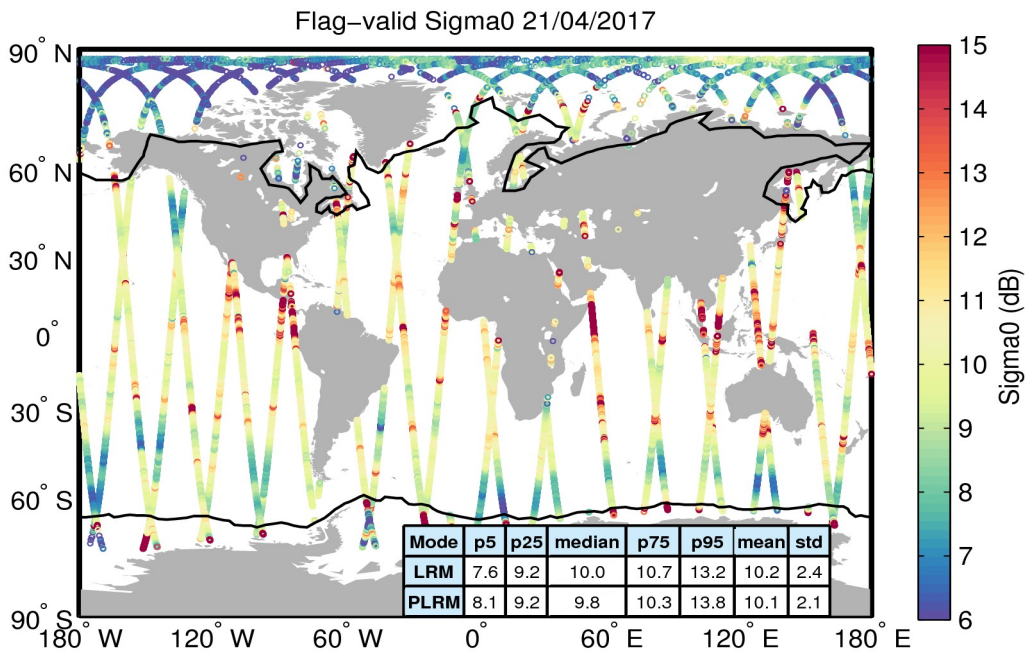 Flag−valid Sigma0 21/04/2017
90° N
60° N
30° N
0°
30° S
60° S
90° S
180° W
120° W
60° W
0°
60° E
120° E
180° E
Mode p5 p25 median p75 p95 mean std
LRM 7.6 9.2 10.0 10.7 13.2 10.2 2.4
PLRM 8.1 9.2 9.8 10.3 13.8 10.1 2.1
15
14
13
12
11
10
9
8
7
6
Sigma0 (dB)